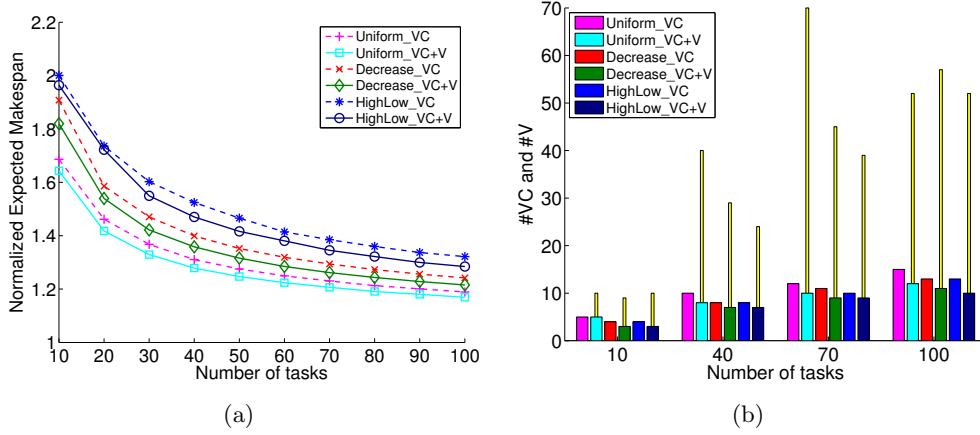 2.2
2
1.8
1.6
1.4
1.2
1
10 20 30 40 50 60 70 80 90 100
Normalized Expected Makespan
Number of tasks
Uniform_VC
Uniform_VC+V
Decrease_VC
Decrease_VC+V
HighLow_VC
HighLow_VC+V
(a)
70
60
50
40
30
20
10
0
10 40 70 100
#VC and #V
Number of tasks
Uniform_VC
Uniform_VC+V
Decrease_VC
Decrease_VC+V
HighLow_VC
HighLow_VC+V
(b)